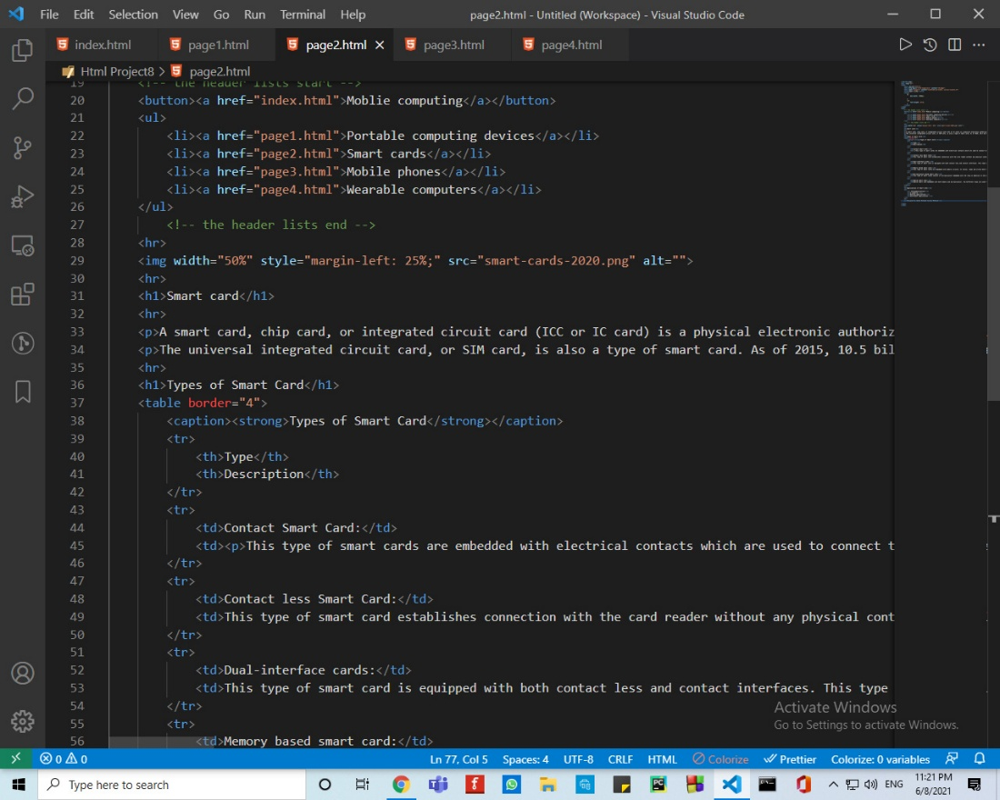 File Edit Selection View Go Run Terminal Help page2.html - Untitled (Workspace) - Visual Studio Code
index.html page1.html page2.html page3.html page4.html
Html Project8 > page2.html
19 <!-- the header lists start -->
20 <button><a href="index.html">Moblie computing</a></button>
21 <ul>
22 <li><a href="page1.html">Portable computing devices</a></li>
23 <li><a href="page2.html">Smart cards</a></li>
24 <li><a href="page3.html">Mobile phones</a></li>
25 <li><a href="page4.html">Wearable computers</a></li>
26 </ul>
27 <!-- the header lists end -->
28 <hr>
29 <img width="50%" style="margin-left: 25%;" src="smart-cards-2020.png" alt="">
30 <hr>
31 <h1>Smart card</h1>
32 <hr>
33 <p>A smart card, chip card, or integrated circuit card (ICC or IC card) is a physical electronic authoriz
34 <p>The universal integrated circuit card, or SIM card, is also a type of smart card. As of 2015, 10.5 bil
35 <hr>
36 <h1>Types of Smart Card</h1>
37 <table border="4">
38 <caption><strong>Types of Smart Card</strong></caption>
39 <tr>
40 <th>Type</th>
41 <th>Description</th>
42 </tr>
43 <tr>
44 <td>Contact Smart Card:</td>
45 <td><p>This type of smart cards are embedded with electrical contacts which are used to connect t
46 </tr>
47 <tr>
48 <td>Contact less Smart Card:</td>
49 <td>This type of smart card establishes connection with the card reader without any physical cont
50 </tr>
51 <tr>
52 <td>Dual-interface cards:</td>
53 <td>This type of smart card is equipped with both contact less and contact interfaces. This type
54 </tr>
55 <tr>
56 <td>Memory based smart card:</td>
Activate Windows
Go to Settings to activate Windows.
0 0 Ln 77, Col 5 Spaces: 4 UTF-8 CRLF HTML Colorize Prettier Colorize: 0 variables
Type here to search ENG 11:21 PM
6/8/2021